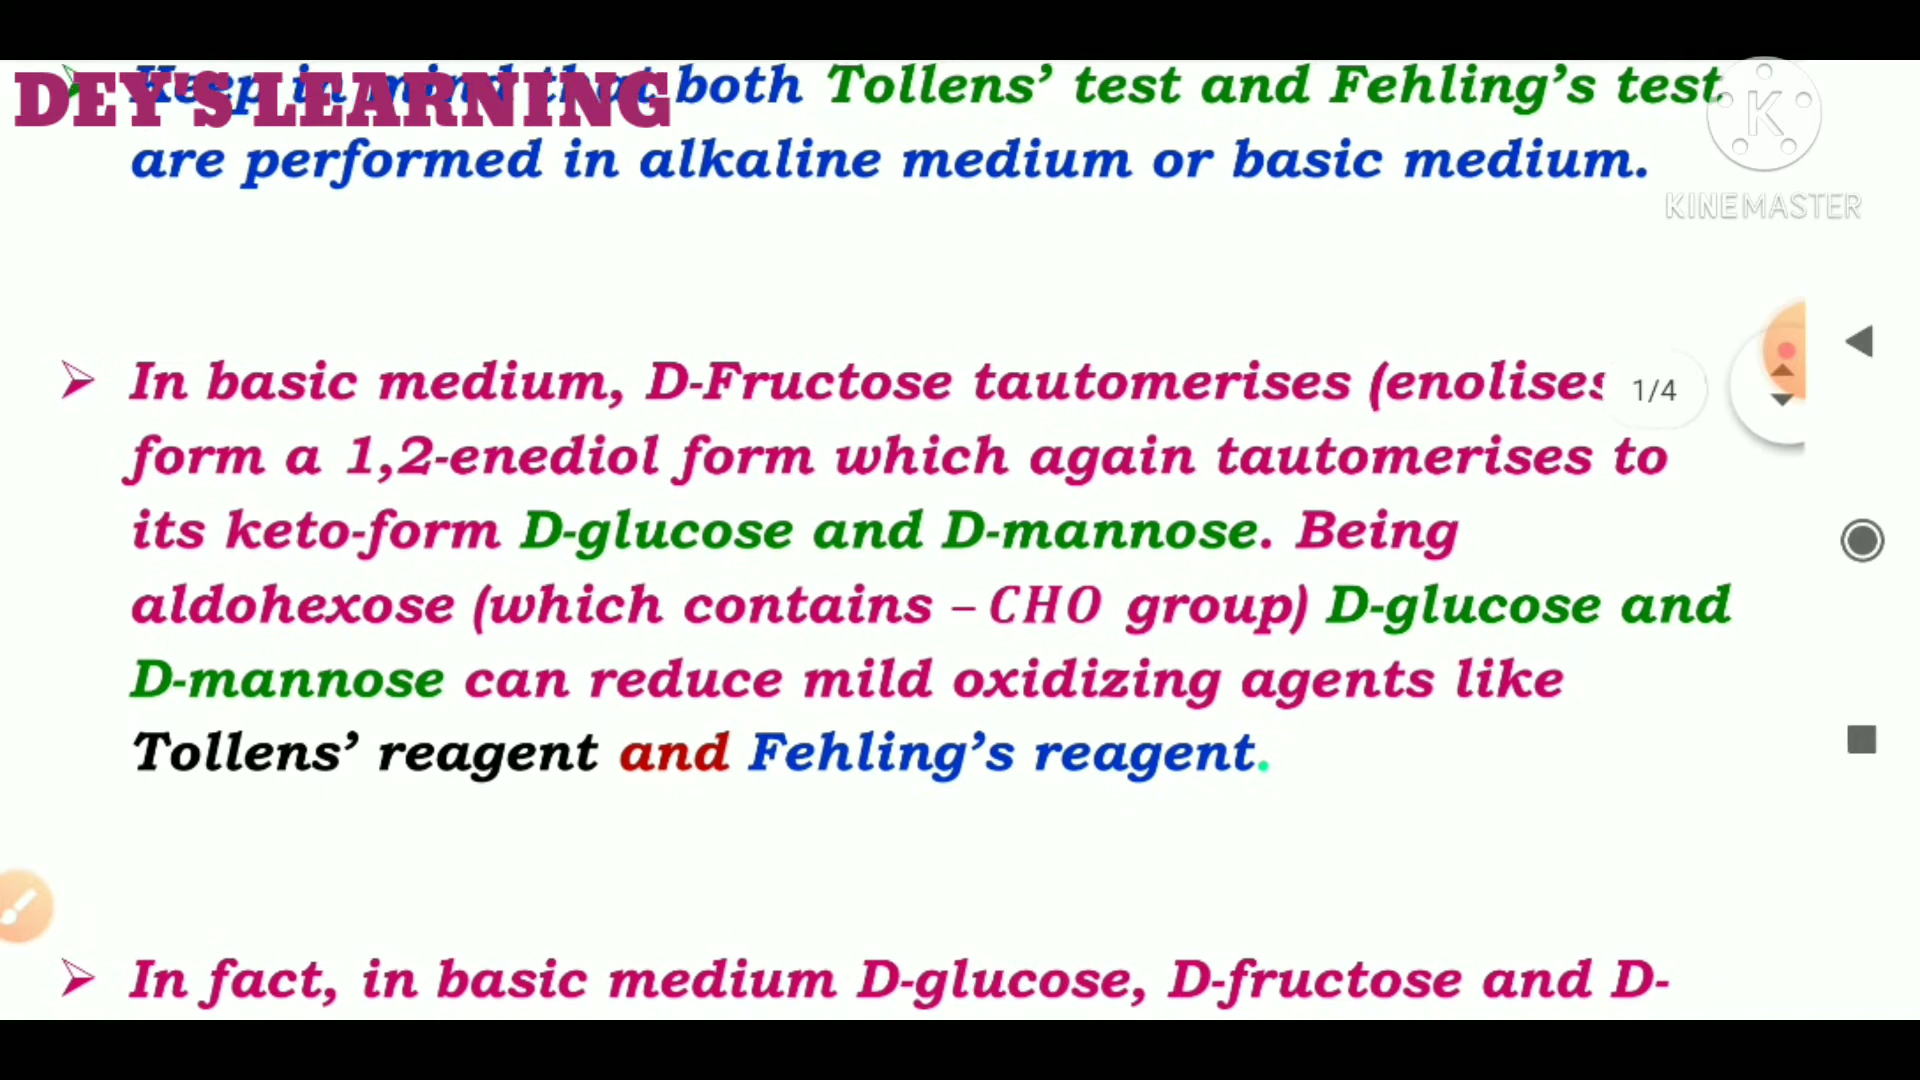 Keep in mind that both Tollens’ test and Fehling’s test
DEY'S LEARNING
are performed in alkaline medium or basic medium.
KINEMASTER
In basic medium, D-Fructose tautomerises (enolises
1/4
form a 1,2-enediol form which again tautomerises to
its keto-form D-glucose and D-mannose. Being
aldohexose (which contains – CHO group) D-glucose and
D-mannose can reduce mild oxidizing agents like
Tollens’ reagent and Fehling’s reagent.
In fact, in basic medium D-glucose, D-fructose and D-